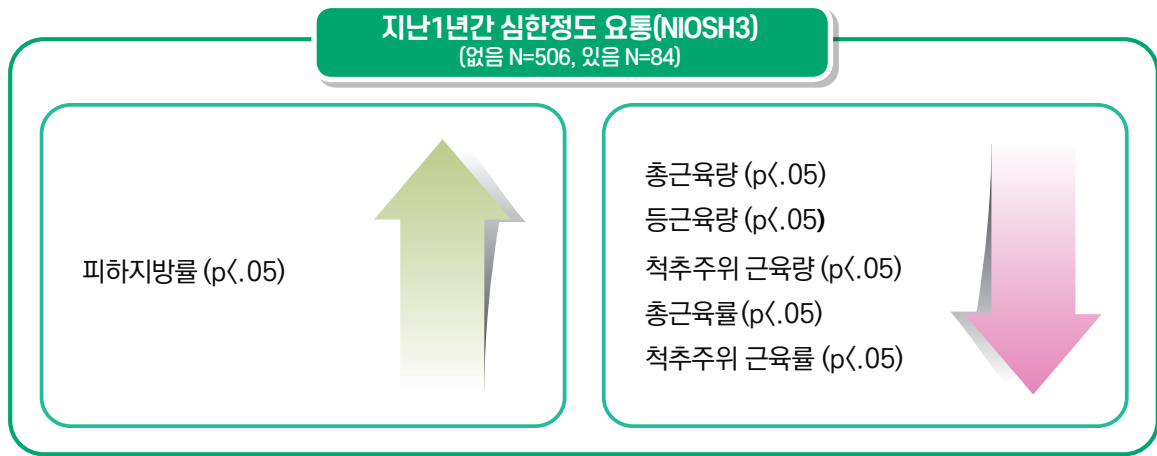 지난1년간 심한정도 요통(NIOSH3)
(없음 N=506, 있음 N=84)
피하지방률 (p<.05)
총근육량 (p<.05)
등근육량 (p<.05)
척추주위 근육량 (p<.05)
총근육률(p<.05)
척추주위 근육률 (p<.05)